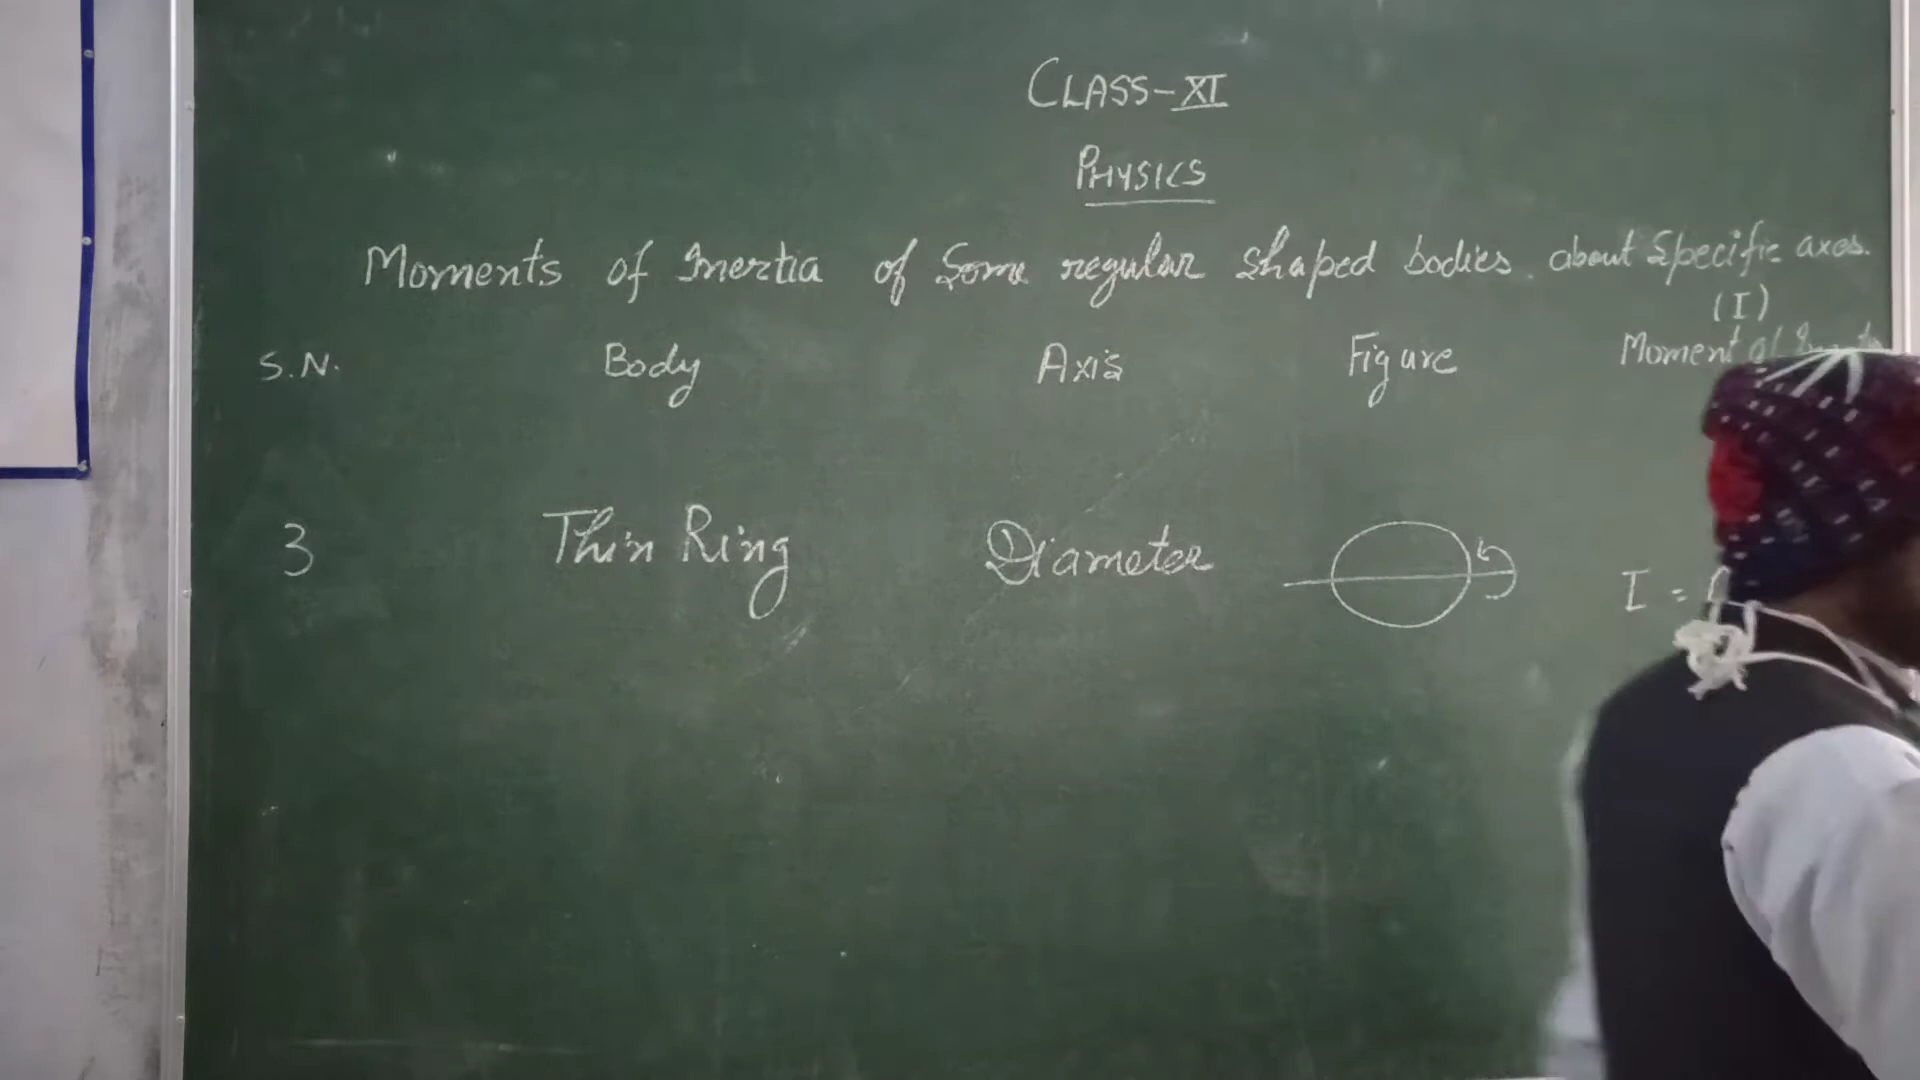 CLASS-XI
PHYSICS
Moments of Inertia of Some regular shaped bodies about Specific axes.
(I)
S.N. Body Axis Figure Moment of
3 Thin Ring Diameter I =